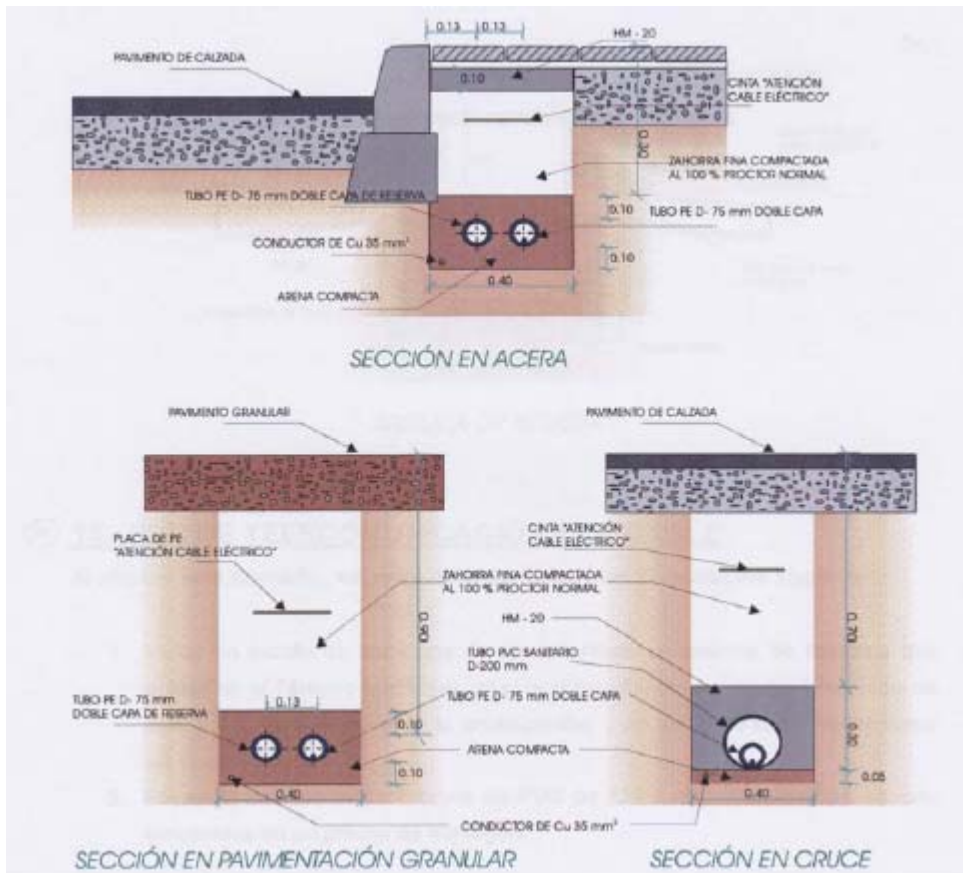 0.13 0.13
HM - 20
PAVIMENTO DE CALZADA
0.10
CINTA "ATENCIÓN
CABLE ELÉCTRICO"
ZAHORRA FINA COMPACTADA
AL 100 % PROCTOR NORMAL
TUBO PE D- 75 mm DOBLE CAPA DE RESERVA
0.10
TUBO PE D- 75 mm DOBLE CAPA
CONDUCTOR DE Cu 35 mm²
0.10
0.40
ARENA COMPACTA
SECCIÓN EN ACERA
PAVIMENTO GRANULAR
PLACA DE PE
"ATENCIÓN CABLE ELÉCTRICO"
ZAHORRA FINA COMPACTADA
AL 100 % PROCTOR NORMAL
0.90
TUBO PE D- 75 mm
DOBLE CAPA DE RESERVA
0.13
TUBO PE D- 75 mm DOBLE CAPA
0.10
ARENA COMPACTA
0.10
0.40
CONDUCTOR DE Cu 35 mm²
SECCIÓN EN PAVIMENTACIÓN GRANULAR
PAVIMENTO DE CALZADA
CINTA "ATENCIÓN
CABLE ELÉCTRICO"
HM - 20
0.70
TUBO PVC SANITARIO
D-200 mm
0.05
0.40
SECCIÓN EN CRUCE